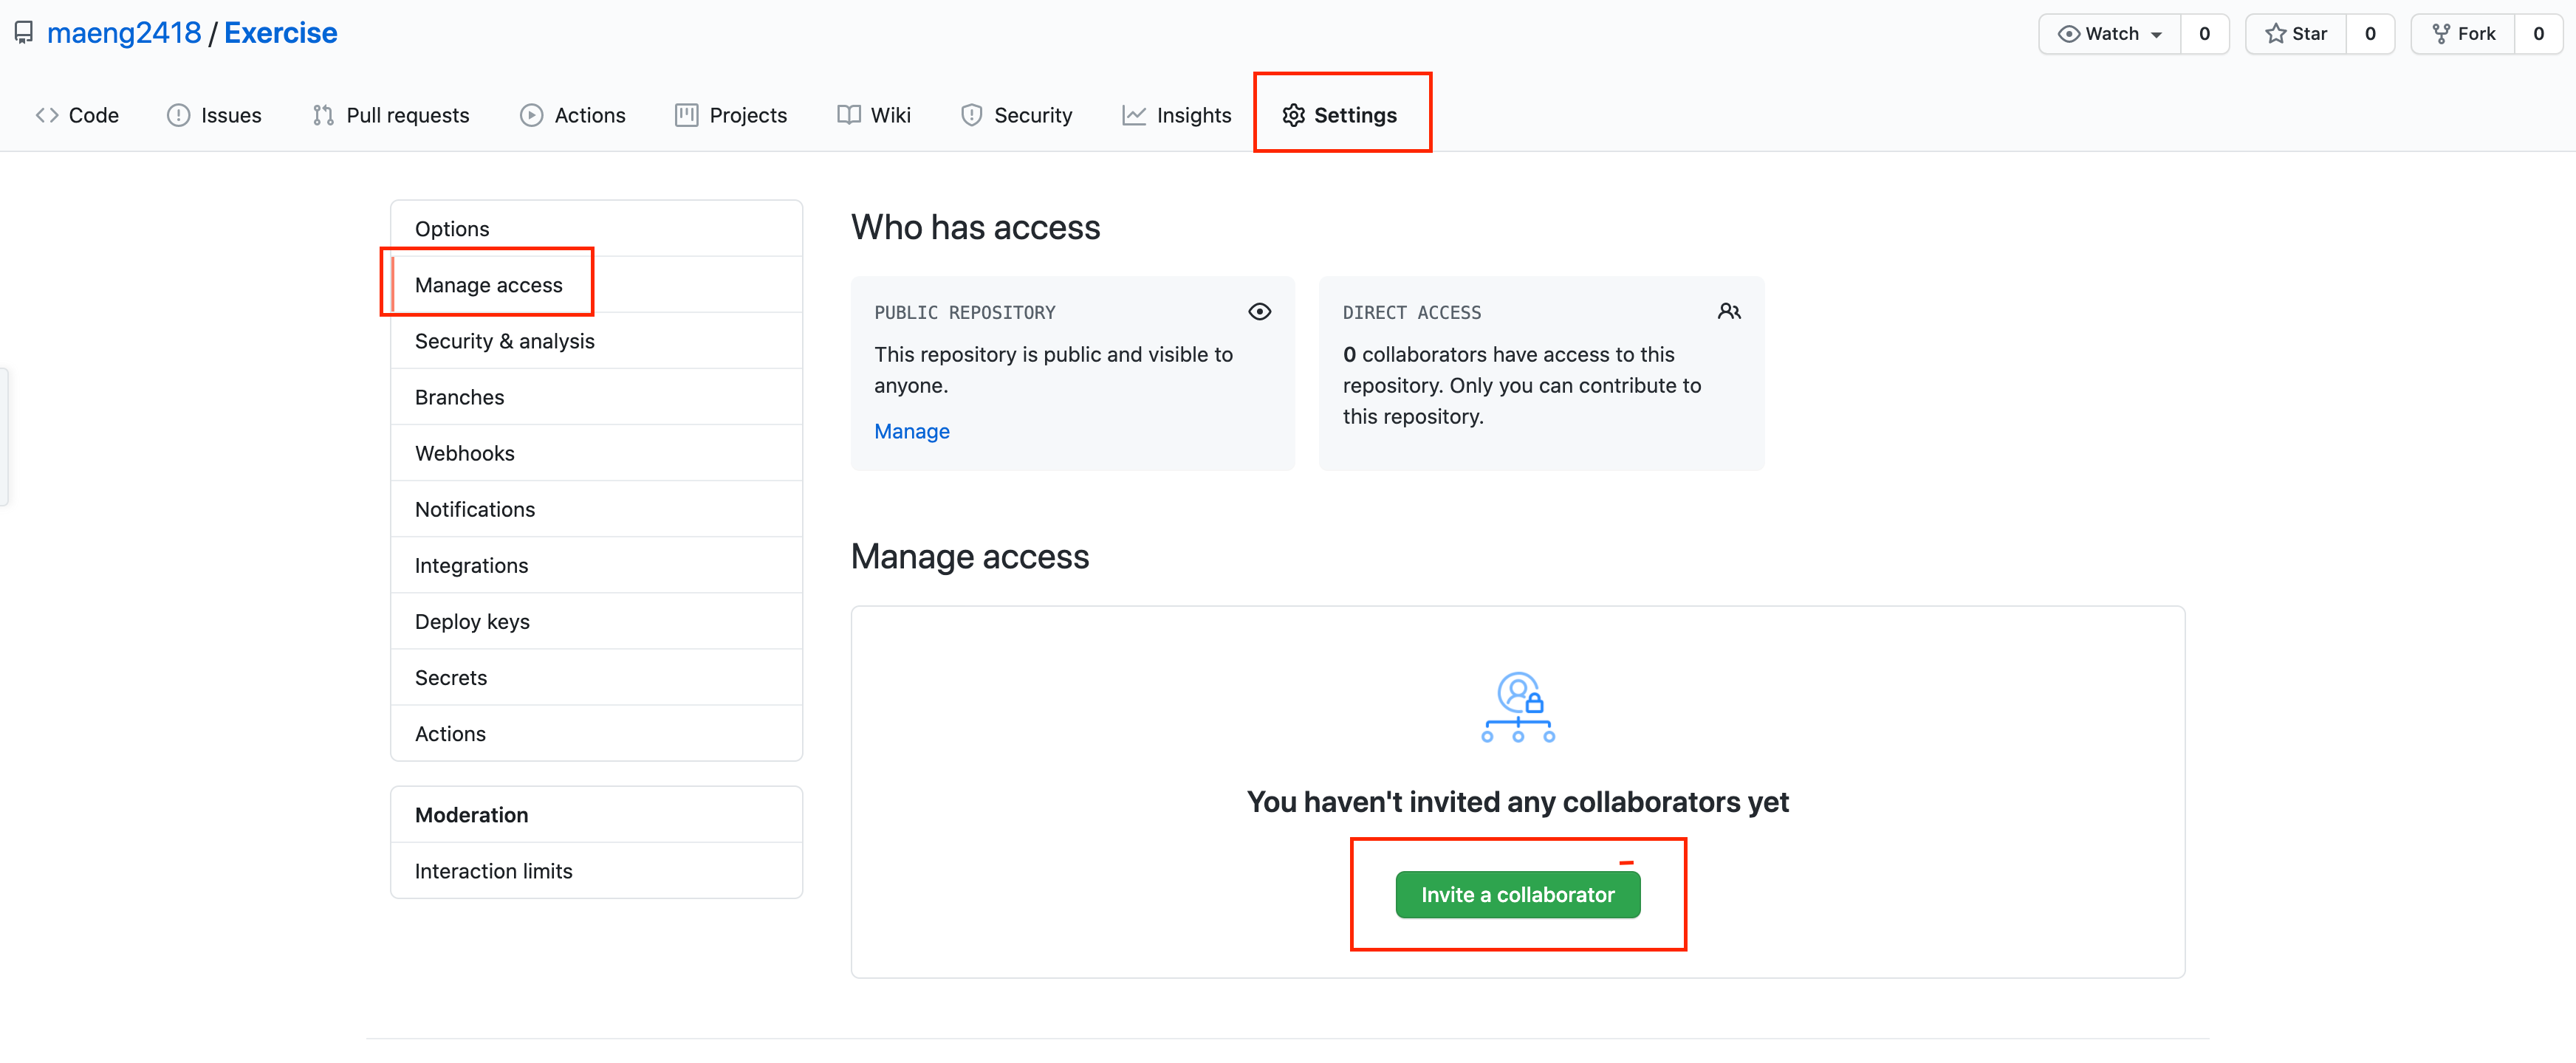 maeng2418 / Exercise
Watch 0 Star 0 Fork 0
Code Issues Pull requests Actions Projects Wiki Security Insights Settings
Options
Manage access
Security & analysis
Branches
Webhooks
Notifications
Integrations
Deploy keys
Secrets
Actions
Moderation
Interaction limits
Who has access
PUBLIC REPOSITORY
This repository is public and visible to
anyone.
Manage
DIRECT ACCESS
0 collaborators have access to this
repository. Only you can contribute to
this repository.
Manage access
You haven't invited any collaborators yet
Invite a collaborator